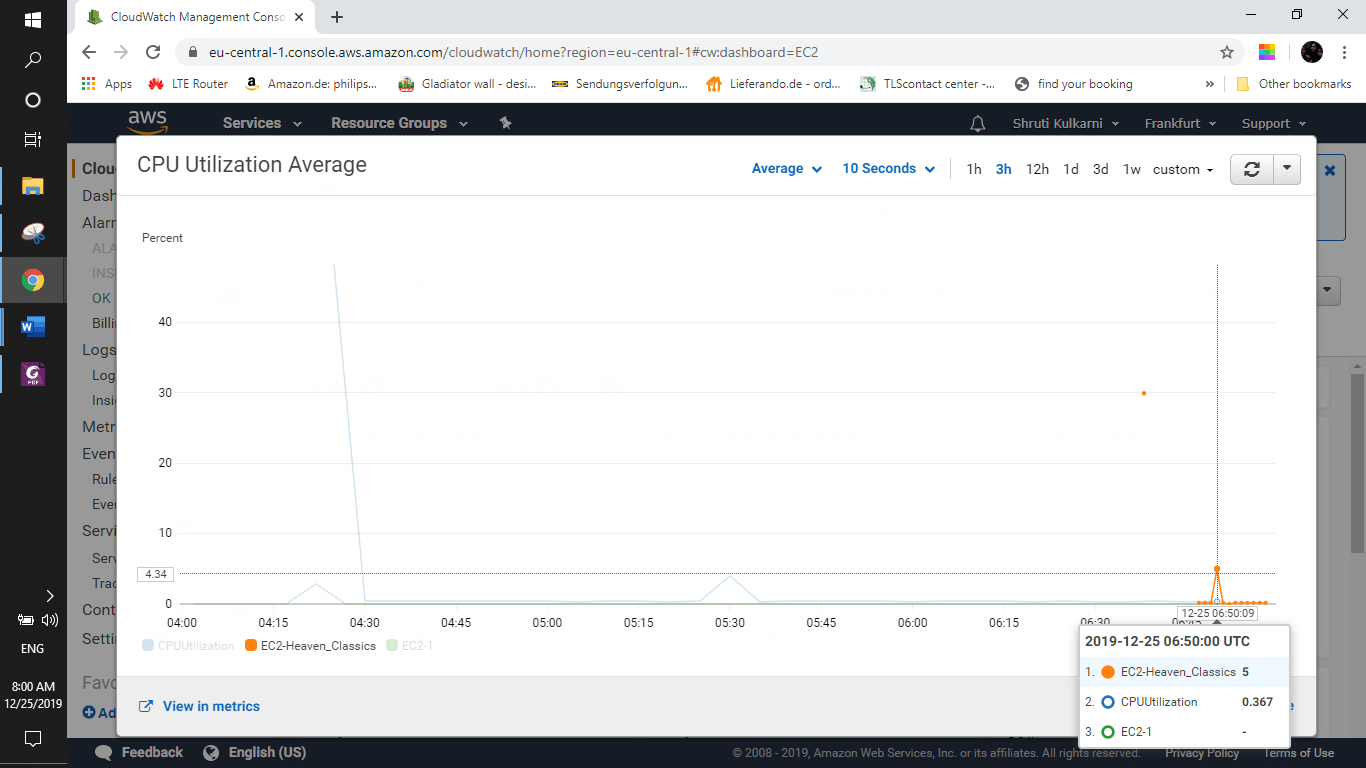 CloudWatch Management Conso
eu-central-1.console.aws.amazon.com/cloudwatch/home?region=eu-central-1#cw:dashboard=EC2
Apps LTE Router Amazon.de: philips... Gladiator wall - desi... Sendungsverfolgun... Lieferando.de - ord... TLScontact center -... find your booking » Other bookmarks
aws Services Resource Groups Shruti Kulkarni Frankfurt Support
Clou
Dash
Alarn
ALA
INS
OK
Billi
Logs
Log
Insi
Metr
Even
Rule
Eve
Servi
Serv
Trac
Cont
Setti
Favo
Ad
CPU Utilization Average
Average 10 Seconds 1h 3h 12h 1d 3d 1w custom
Percent
40
30
20
10
4.34
0
04:00 04:15 04:30 04:45 05:00 05:15 05:30 05:45 06:00 06:15 06:30 06:45
12-25 06:50:09
CPUUtilization EC2-Heaven_Classics EC2-1
2019-12-25 06:50:00 UTC
1. EC2-Heaven_Classics 5
2. CPUUtilization 0.367
3. EC2-1 -
View in metrics
Feedback English (US) © 2008 - 2019, Amazon Web Services, Inc. or its affiliates. All rights reserved. Privacy Policy Terms of Use
W
PDF
ENG
8:00 AM
12/25/2019